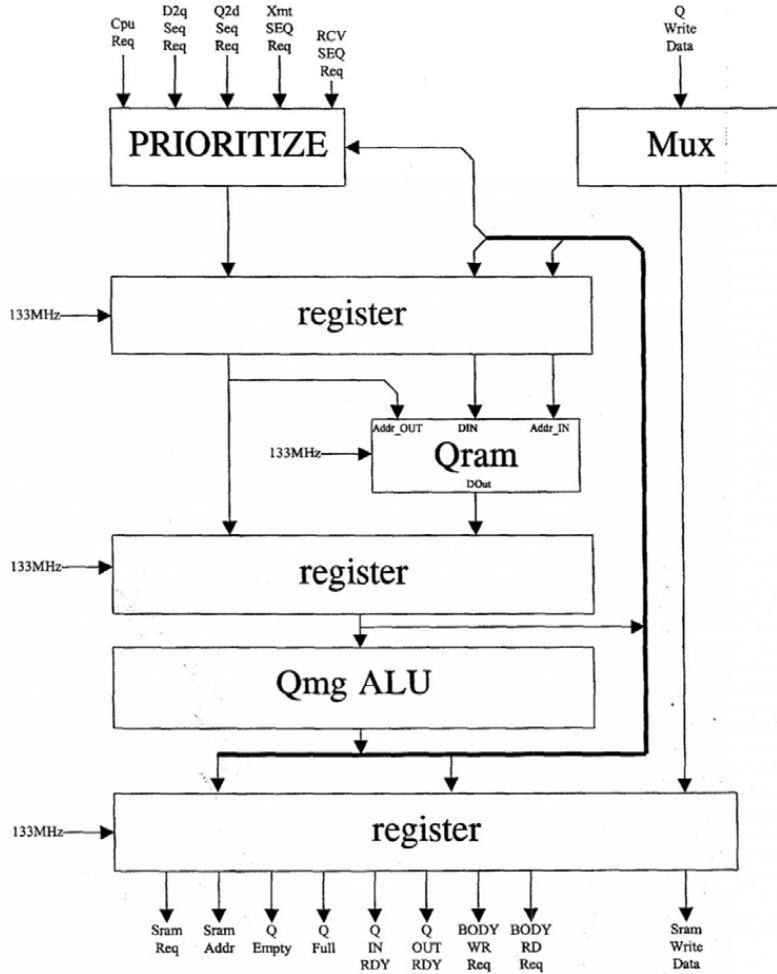 Cpu
Req
D2q
Seq
Req
Q2d
Seq
Req
Xmt
SEQ
Req
RCV
SEQ
Req
Q
Write
Data
PRIORITIZE
Mux
133MHz
register
Addr_OUT
DIN
Addr_IN
133MHz
Qram
DOut
133MHz
register
Qmg ALU
133MHz
register
Sram
Req
Sram
Addr
Q
Empty
Q
Full
Q
IN
RDY
Q
OUT
RDY
BODY
WR
Req
BODY
RD
Req
Sram
Write
Data